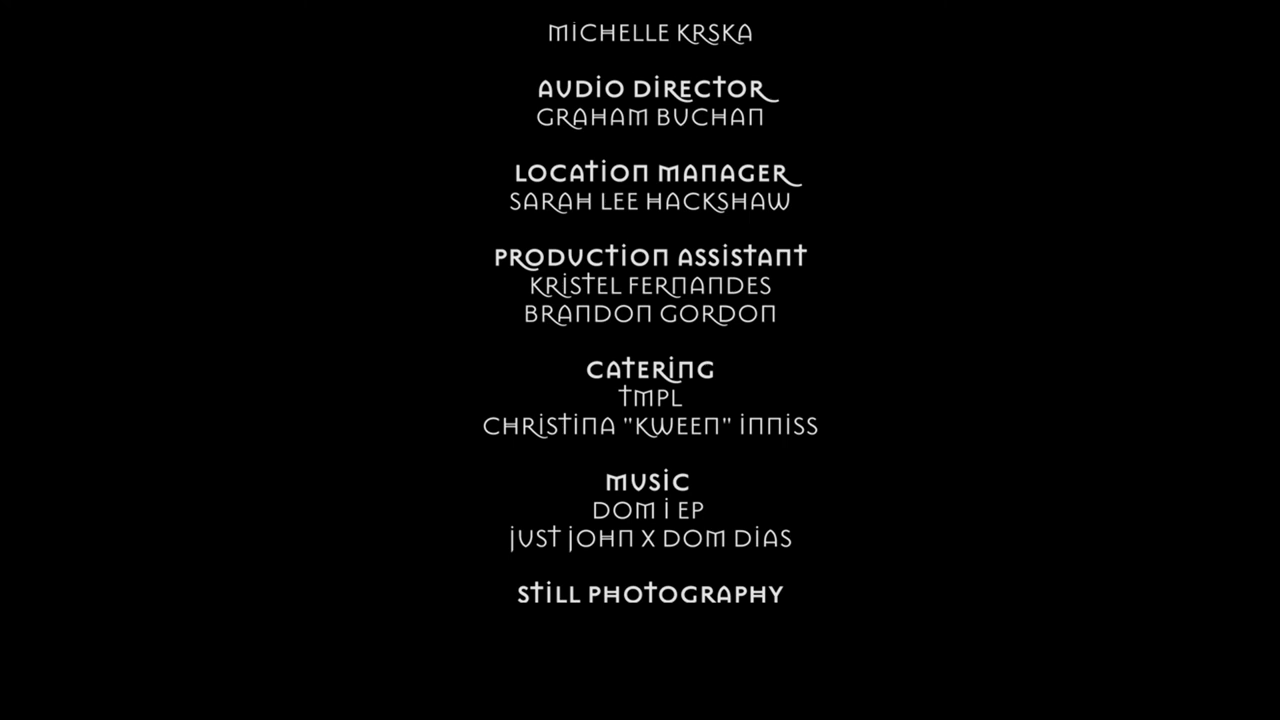 MICHELLE KRSKA
AUDIO DIRECTOR
GRAHAM BUCHAN
LOCATION MANAGER
SARAH LEE HACKSHAW
PRODUCTION ASSISTANT
KRISTEL FERNANDES
BRANDON GORDON
CATERING
TMPL
CHRISTINA "KWEEN" INNISS
MUSIC
DOM I EP
JUST JOHN X DOM DIAS
STILL PHOTOGRAPHY